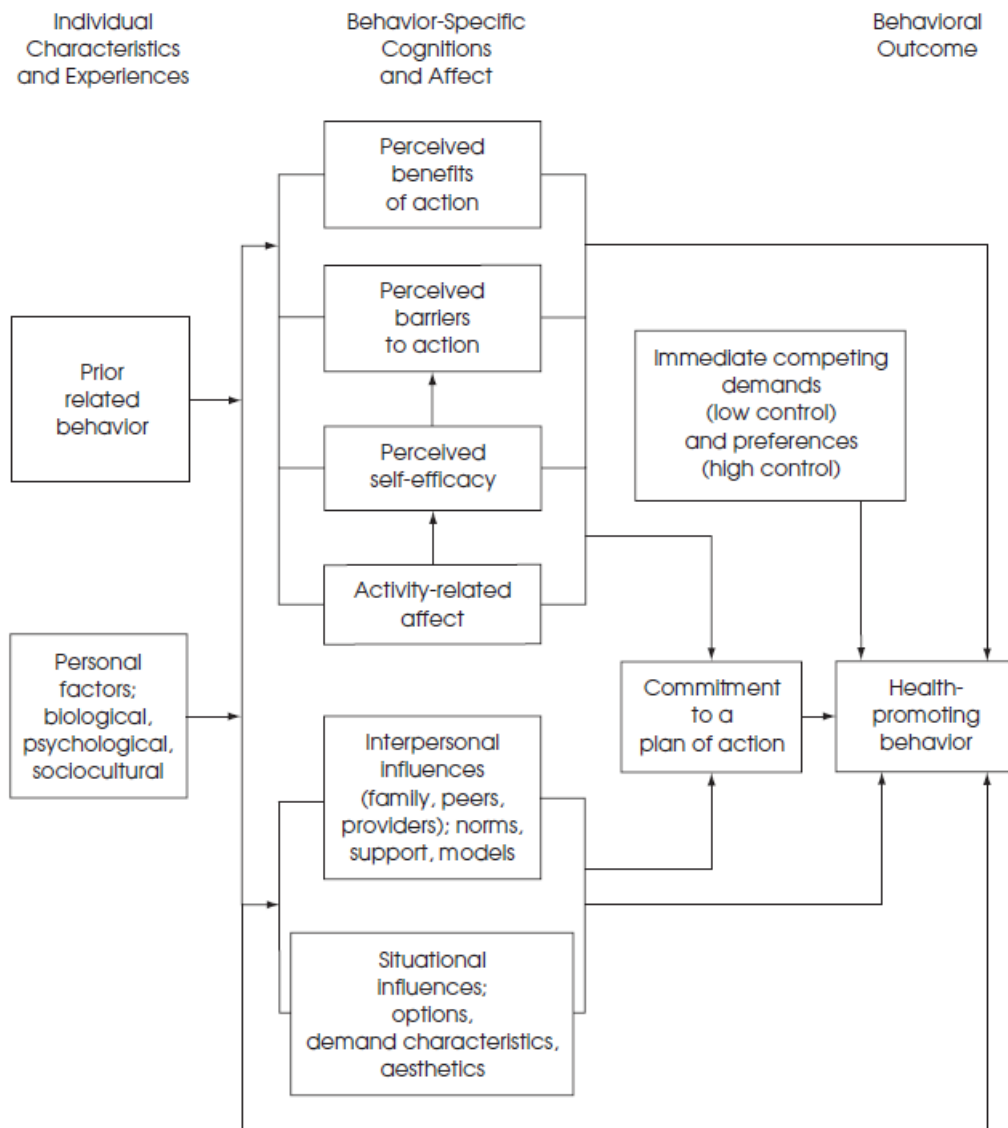 Individual
Characteristics
and Experiences
Behavior-Specific
Cognitions
and Affect
Behavioral
Outcome
Perceived
benefits
of action
Perceived
barriers
to action
Prior
related
behavior
Immediate competing
demands
(low control)
and preferences
(high control)
Perceived
self-efficacy
Activity-related
affect
Personal
factors;
biological,
psychological,
sociocultural
Commitment
to a
plan of action
Health-
promoting
behavior
Interpersonal
influences
(family, peers,
providers); norms,
support, models
Situational
influences;
options,
demand characteristics,
aesthetics